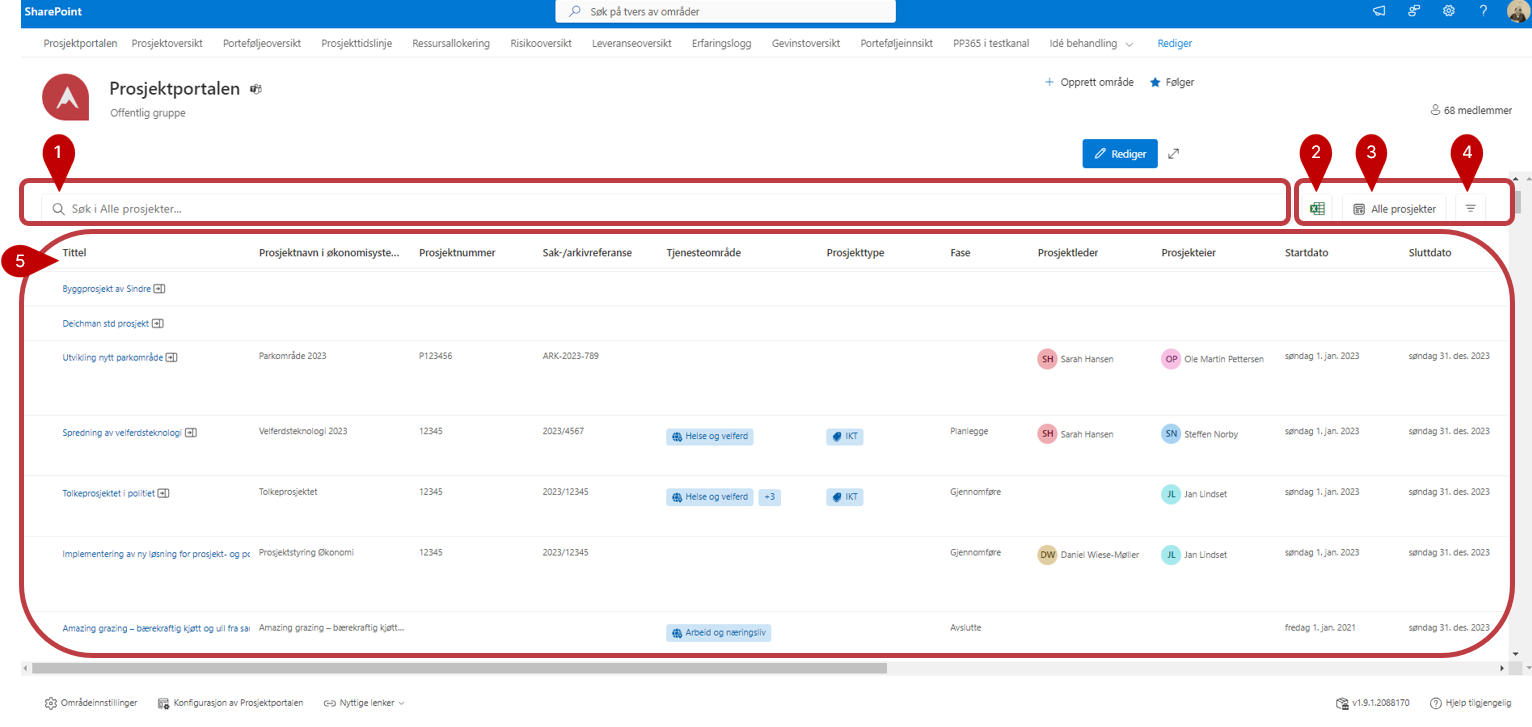 SharePoint
Søk på tvers av områder
?
Prosjektportalen Prosjektoversikt Porteføljeoversikt Prosjekttidslinje Ressursallokering Risikooversikt Leveranseoversikt Erfaringslogg Gevinstoversikt Porteføljeinnsikt PP365 i testkanal Idé behandling Rediger
Prosjektportalen
Opprett område Følger
Offentlig gruppe
68 medlemmer
Rediger
1 2 3 4
Søk i Alle prosjekter...
Alle prosjekter
5
Tittel Prosjektnavn i økonomisyste... Prosjektnummer Sak-/arkivreferanse Tjenesteområde Prosjekttype Fase Prosjektleder Prosjekteier Startdato Sluttdato
Byggprosjekt av Sindre
Deichman std prosjekt
Utvikling nytt parkområde Parkområde 2023 P123456 ARK-2023-789 SH Sarah Hansen OP Ole Martin Pettersen søndag 1. jan. 2023 søndag 31. des. 2023
Spredning av velferdsteknologi Velferdsteknologi 2023 12345 2023/4567 Helse og velferd IKT Planlegge SH Sarah Hansen SN Steffen Norby søndag 1. jan. 2023 søndag 31. des. 2023
Tolkeprosjektet i politiet Tolkeprosjektet 12345 2023/12345 Helse og velferd +3 IKT Gjennomføre JL Jan Lindset søndag 1. jan. 2023 søndag 31. des. 2023
Implementering av ny løsning for prosjekt- og po Prosjektstyring Økonomi 12345 2023/12345 Gjennomføre DW Daniel Wiese-Møller JL Jan Lindset søndag 1. jan. 2023 søndag 31. des. 2023
Amazing grazing – bærekraftig kjøtt og ull fra sa Amazing grazing – bærekraftig kjøtt... Arbeid og næringsliv Avslutte fredag 1. jan. 2021 søndag 31. des. 2023
Områdeinnstillinger Konfigurasjon av Prosjektportalen Nyttige lenker v1.9.1.2088170 Hjelp tilgjengelig